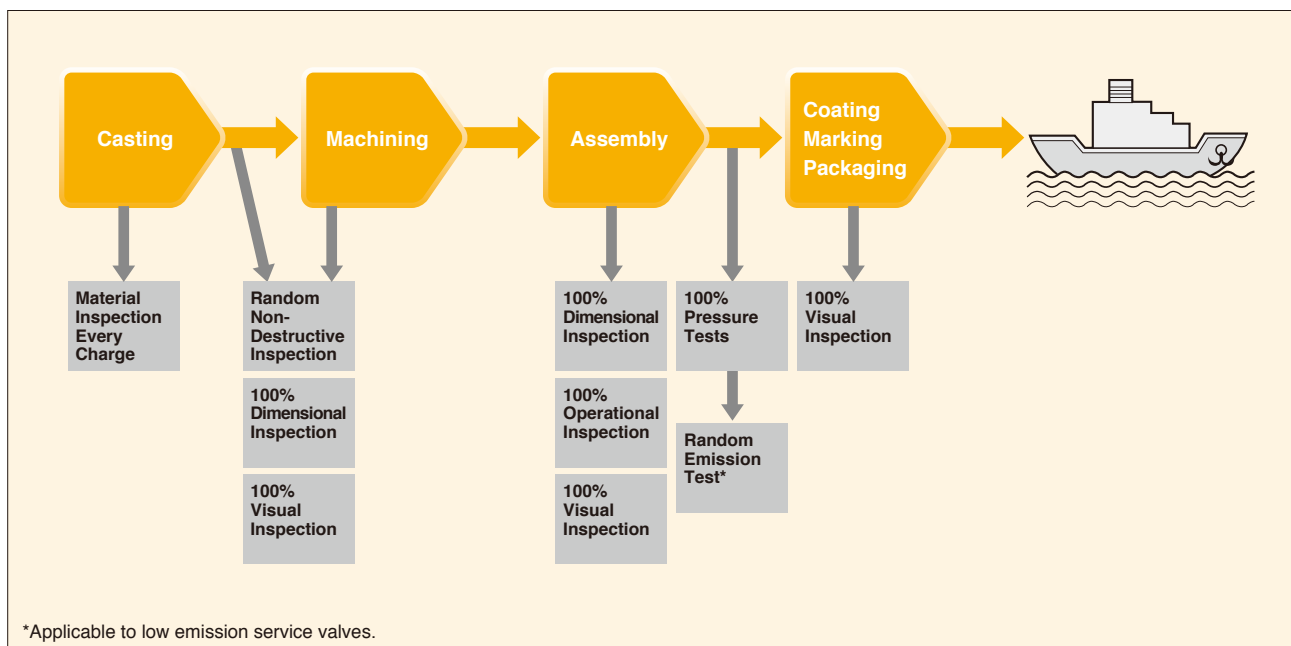 Casting
Machining
Assembly
Coating
Marking
Packaging
Material
Inspection
Every
Charge
Random
Non-
Destructive
Inspection
100%
Dimensional
Inspection
100%
Visual
Inspection
100%
Dimensional
Inspection
100%
Operational
Inspection
100%
Visual
Inspection
100%
Pressure
Tests
Random
Emission
Test*
100%
Visual
Inspection
*Applicable to low emission service valves.